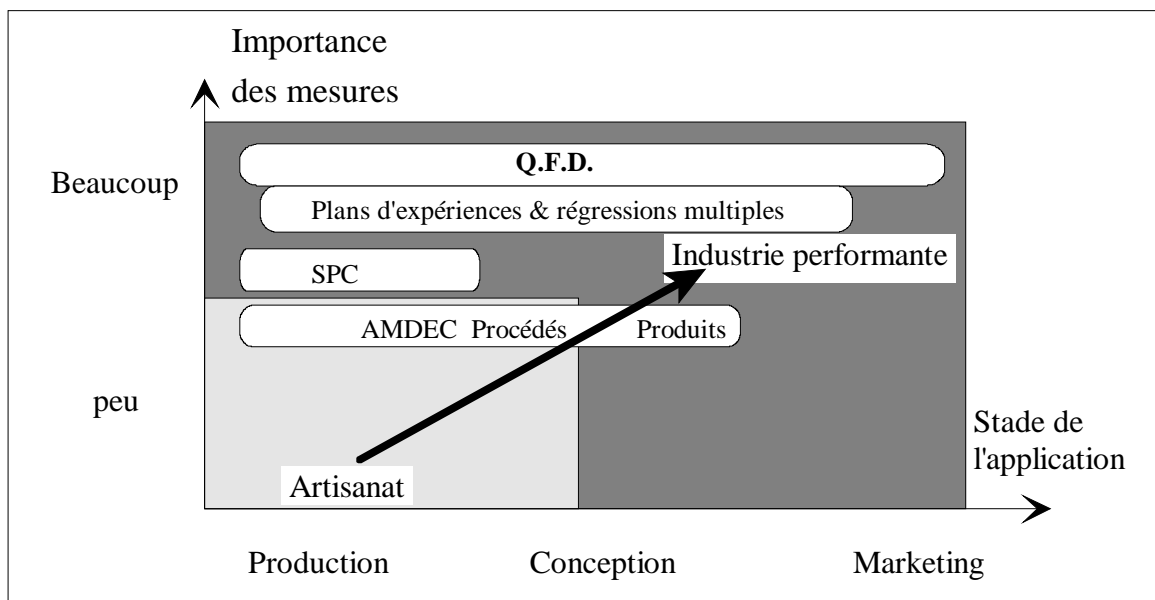 Importance
des mesures
Beaucoup
Q.F.D.
Plans d'expériences & régressions multiples
Industrie performante
SPC
AMDEC Procédés Produits
peu
Stade de
l'application
Artisanat
Production Conception Marketing